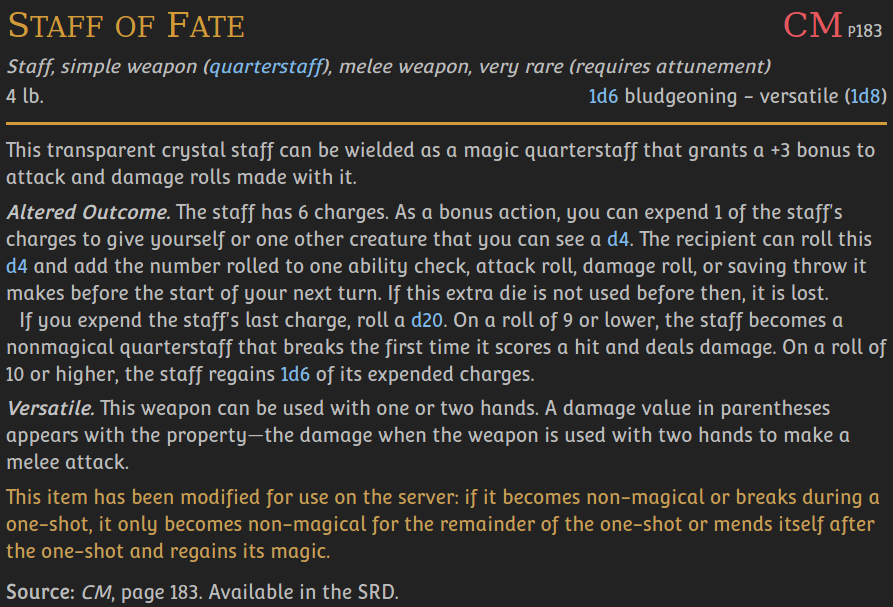 STAFF OF FATE CM P183
Staff, simple weapon (quarterstaff), melee weapon, very rare (requires attunement)
4 lb. 1d6 bludgeoning - versatile (1d8)
This transparent crystal staff can be wielded as a magic quarterstaff that grants a +3 bonus to
attack and damage rolls made with it.
Altered Outcome. The staff has 6 charges. As a bonus action, you can expend 1 of the staff's
charges to give yourself or one other creature that you can see a d4. The recipient can roll this
d4 and add the number rolled to one ability check, attack roll, damage roll, or saving throw it
makes before the start of your next turn. If this extra die is not used before then, it is lost.
If you expend the staff's last charge, roll a d20. On a roll of 9 or lower, the staff becomes a
nonmagical quarterstaff that breaks the first time it scores a hit and deals damage. On a roll of
10 or higher, the staff regains 1d6 of its expended charges.
Versatile. This weapon can be used with one or two hands. A damage value in parentheses
appears with the property—the damage when the weapon is used with two hands to make a
melee attack.
This item has been modified for use on the server: if it becomes non-magical or breaks during a
one-shot, it only becomes non-magical for the remainder of the one-shot or mends itself after
the one-shot and regains its magic.
Source: CM, page 183. Available in the SRD.